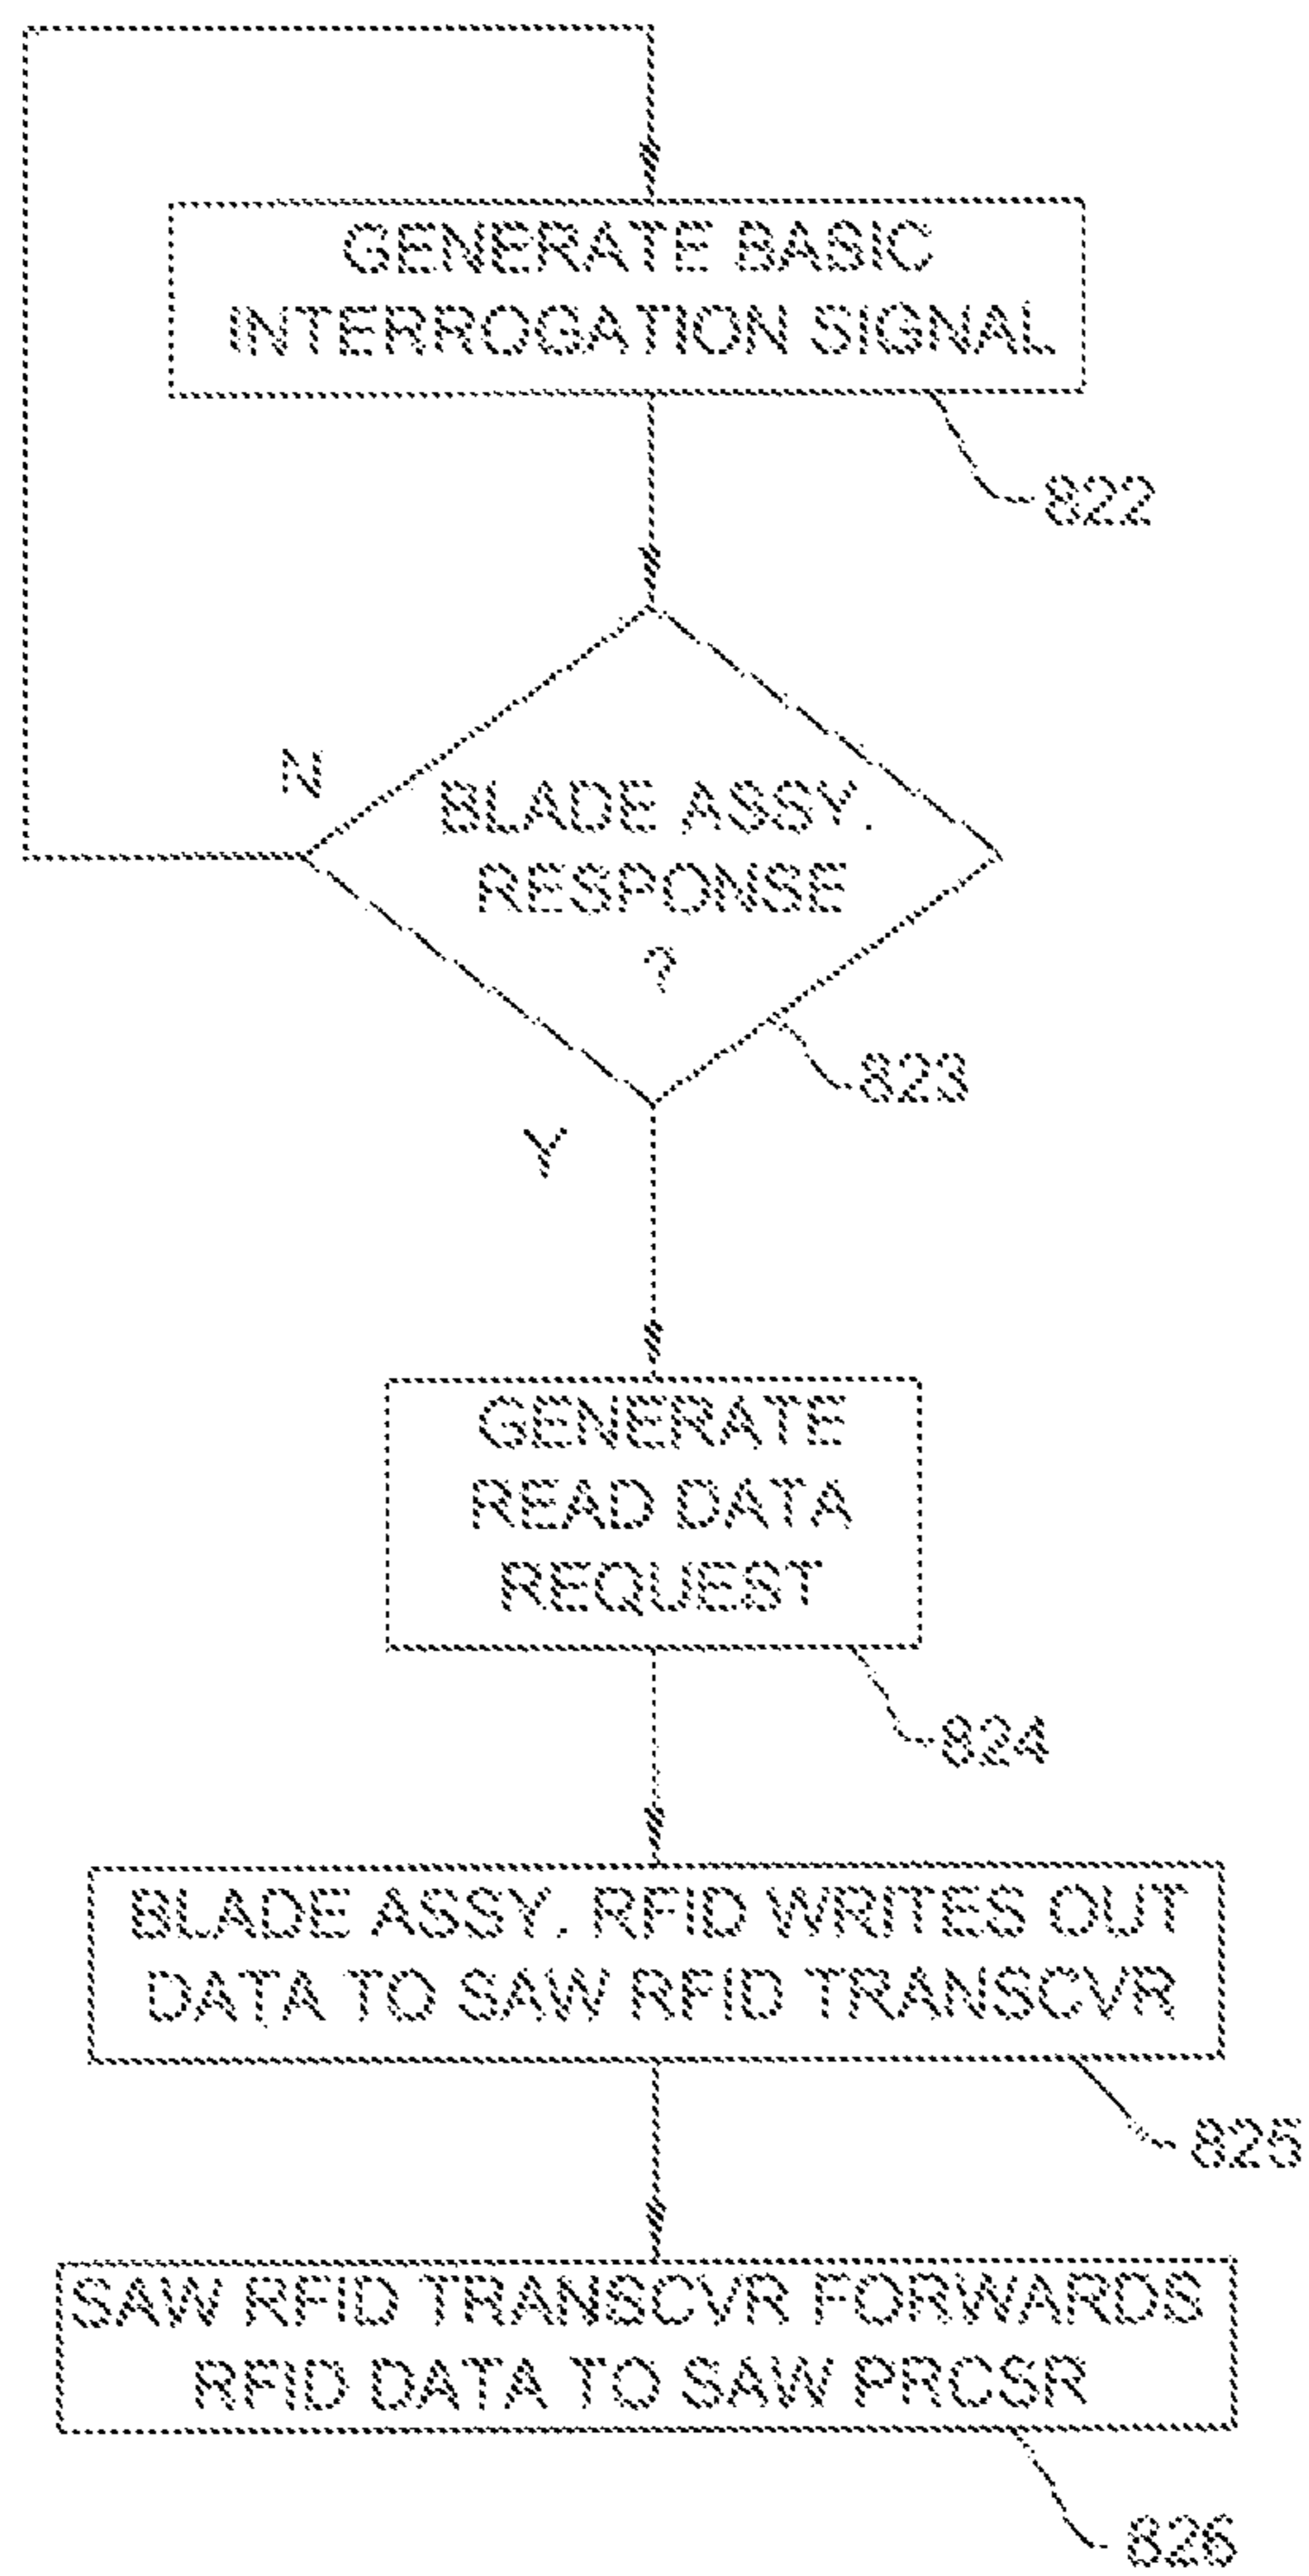 GENERATE BASIC
INTERROGATION SIGNAL
822
N
BLADE ASSY.
RESPONSE
?
823
Y
GENERATE
READ DATA
REQUEST
824
BLADE ASSY. RFID WRITES OUT
DATA TO SAW RFID TRANSCVR
825
SAW RFID TRANSCVR FORWARDS
RFID DATA TO SAW PRCSR
826